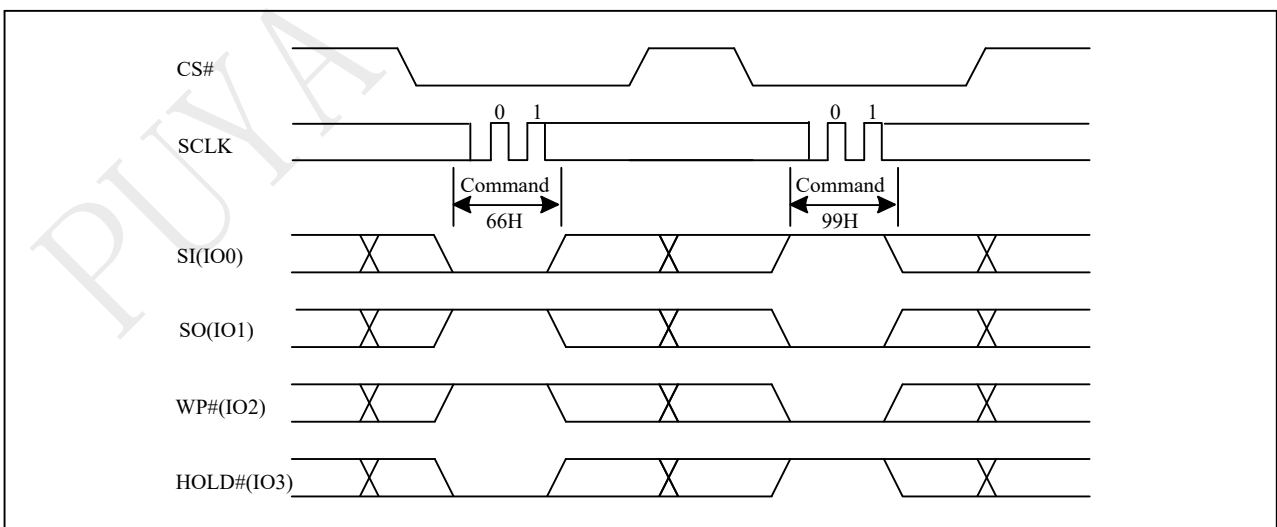 PUYA
CS#
0 1 0 1
SCLK
Command Command
66H 99H
SI(IO0)
SO(IO1)
WP#(IO2)
HOLD#(IO3)